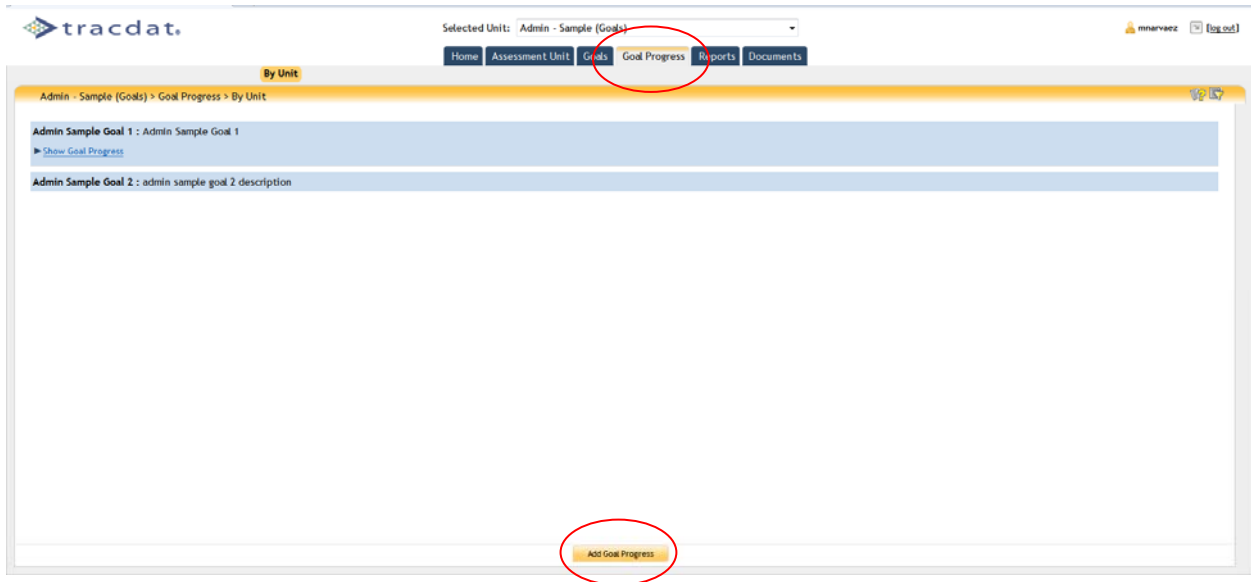 tracdat.
Selected Unit: Admin - Sample (Goals)
mnarvaez [log out]
Home Assessment Unit Goals Goal Progress Reports Documents
By Unit
Admin - Sample (Goals) > Goal Progress > By Unit
Admin Sample Goal 1 : Admin Sample Goal 1
Show Goal Progress
Admin Sample Goal 2 : admin sample goal 2 description
Add Goal Progress